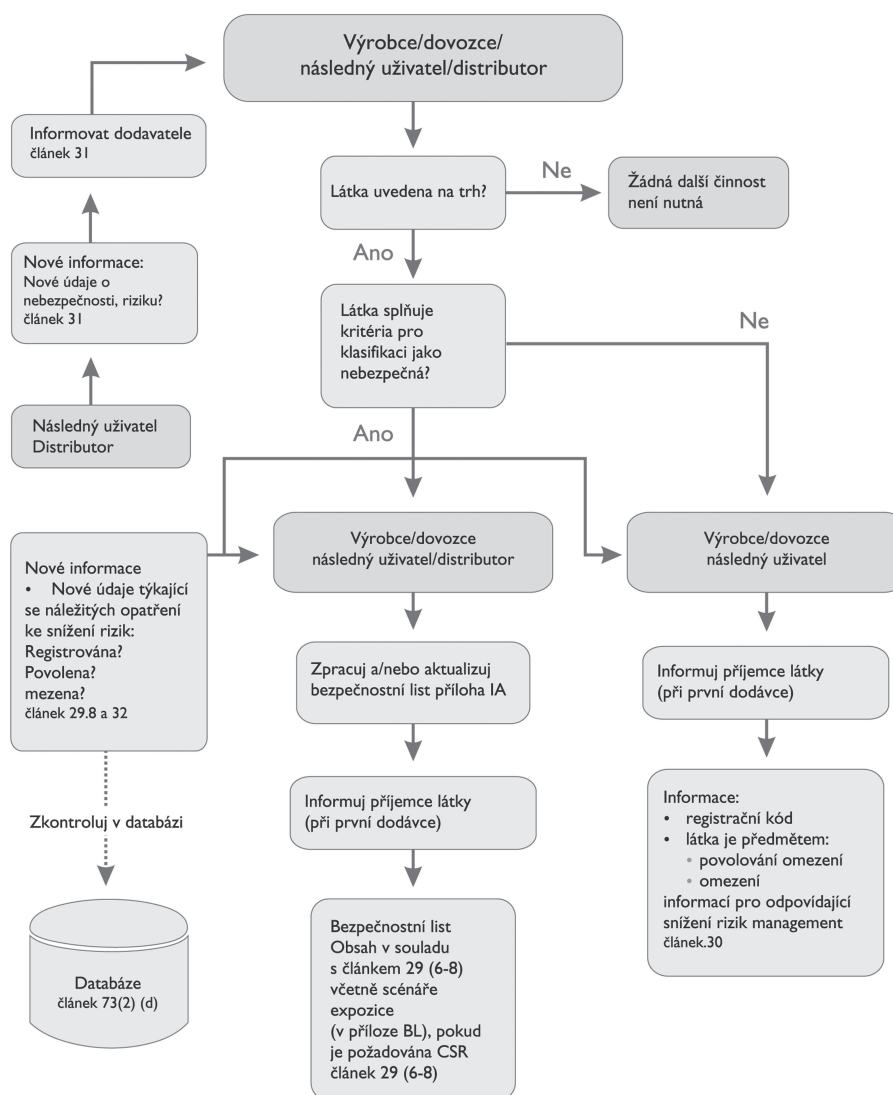 Výrobce/dovozce/
následný uživatel/distributor
Informovat dodavatele
článek 31
Látka uvedena na trh?
Ne
Žádná další činnost
není nutná
Ano
Nové informace:
Nové údaje o
nebezpečnosti, riziku?
článek 31
Látka splňuje
kritéria pro
klasifikaci jako
nebezpečná?
Ne
Následný uživatel
Distributor
Ano
Nové informace
• Nové údaje týkající
se náležitých opatření
ke snížení rizik:
Registrována?
Povolena?
mezena?
článek 29.8 a 32
Výrobce/dovozce
následný uživatel/distributor
Výrobce/dovozce
následný uživatel
Zpracuj a/nebo aktualizuj
bezpečnostní list příloha IA
Informuj příjemce látky
(při první dodávce)
Zkontroluj v databázi
Informuj příjemce látky
(při první dodávce)
Informace:
• registrační kód
• látka je předmětem:
• povolování omezení
• omezení
informací pro odpovídající
snížení rizik management
článek.30
Databáze
článek 73(2) (d)
Bezpečnostní list
Obsah v souladu
s článkem 29 (6-8)
včetně scénáře
expozice
(v příloze BL), pokud
je požadována CSR
článek 29 (6-8)